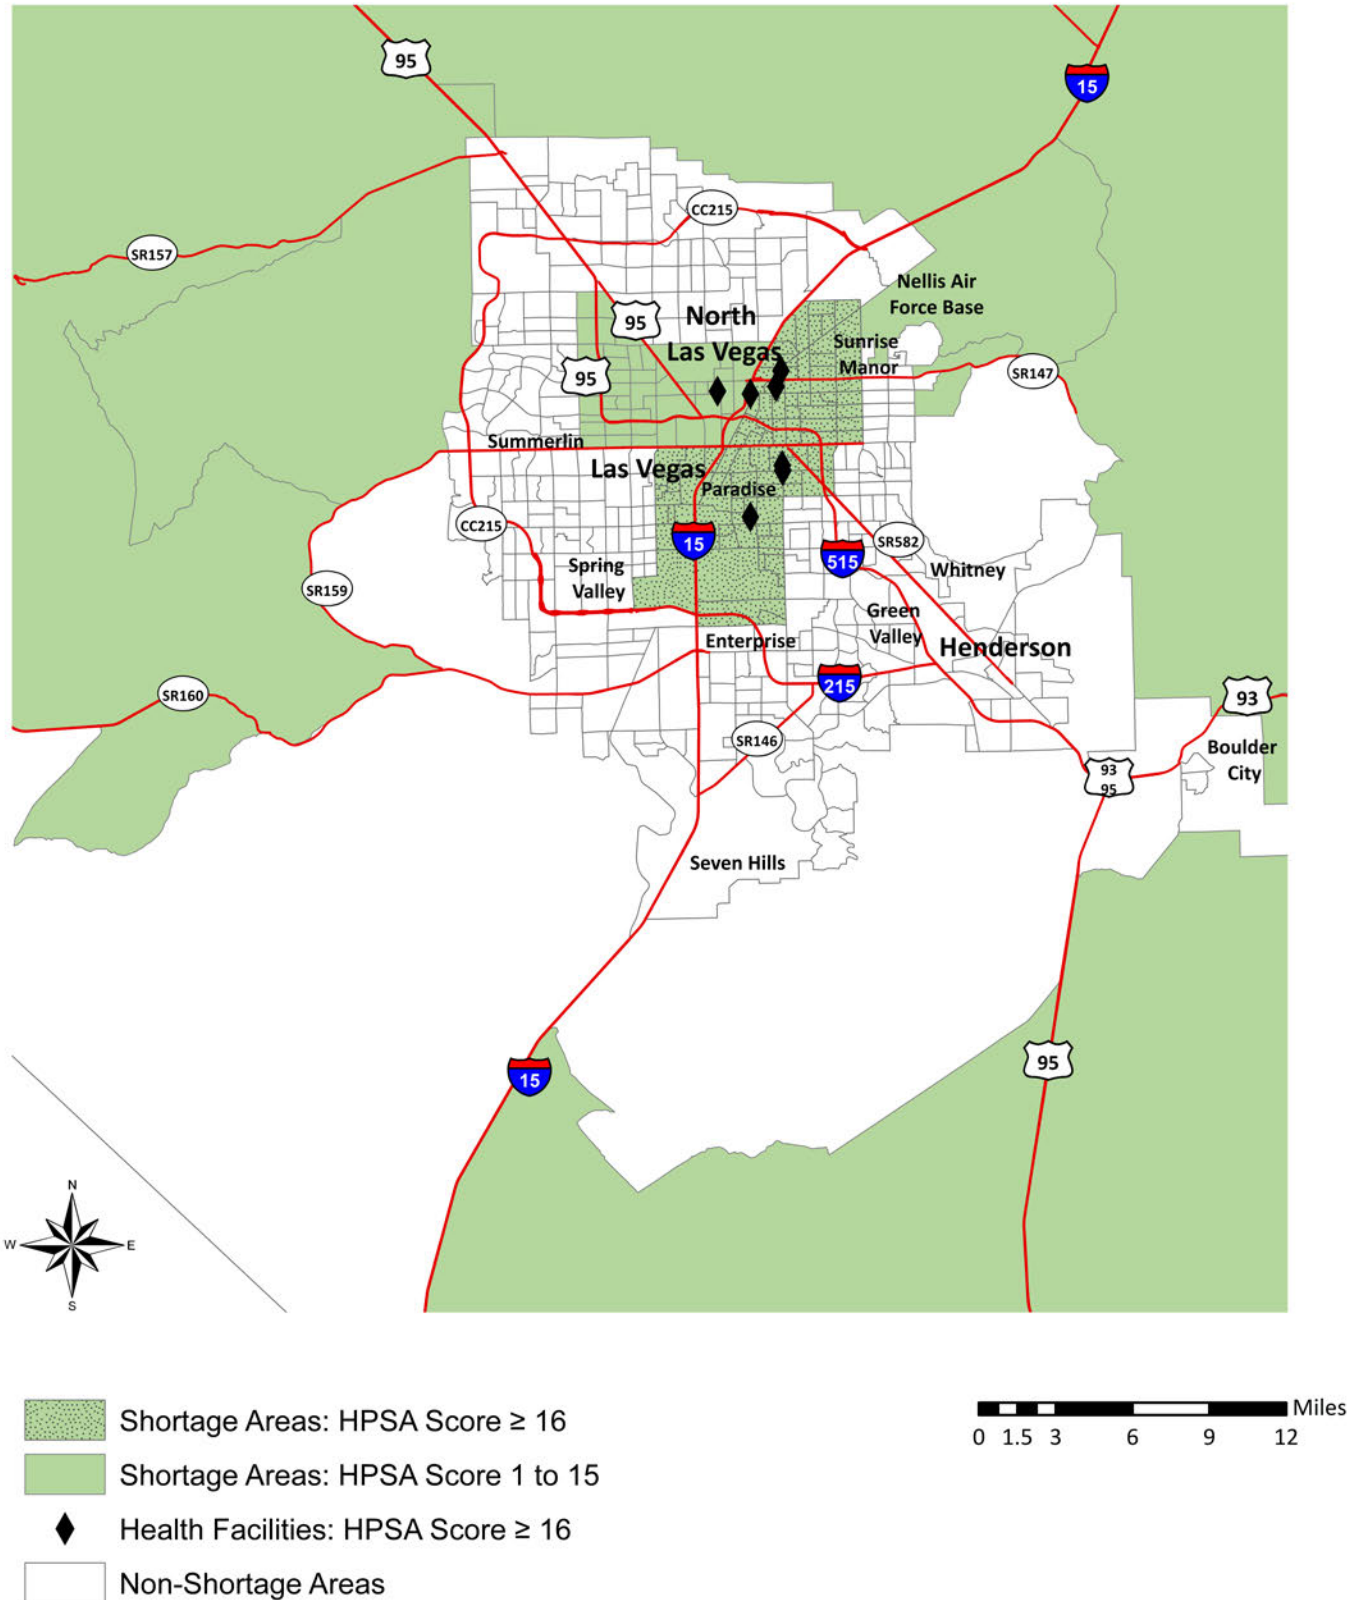 95
15
CC215
SR157
Nellis Air
Force Base
95
North
Las Vegas
Sunrise
Manor
95
SR147
Summerlin
Las Vegas
Paradise
CC215
15
515
SR582
Spring
Valley
Whitney
SR159
Green
Valley
Enterprise
Henderson
215
SR160
93
SR146
Boulder
City
93
95
Seven Hills
15
95
N
W
E
S
Shortage Areas: HPSA Score ≥ 16
Shortage Areas: HPSA Score 1 to 15
Health Facilities: HPSA Score ≥ 16
Non-Shortage Areas
Miles
0 1.5 3 6 9 12